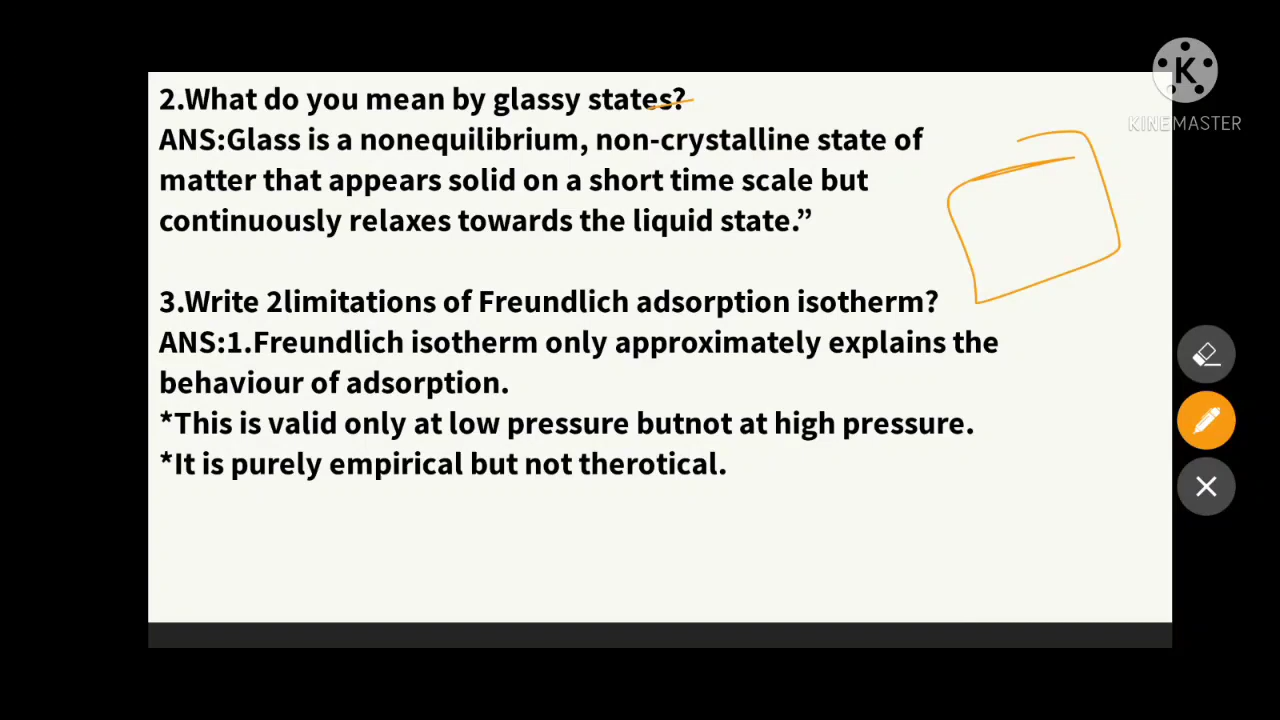 2.What do you mean by glassy states?
ANS:Glass is a nonequilibrium, non-crystalline state of
matter that appears solid on a short time scale but
continuously relaxes towards the liquid state.”
3.Write 2limitations of Freundlich adsorption isotherm?
ANS:1.Freundlich isotherm only approximately explains the
behaviour of adsorption.
*This is valid only at low pressure butnot at high pressure.
*It is purely empirical but not therotical.
K
KINEMASTER